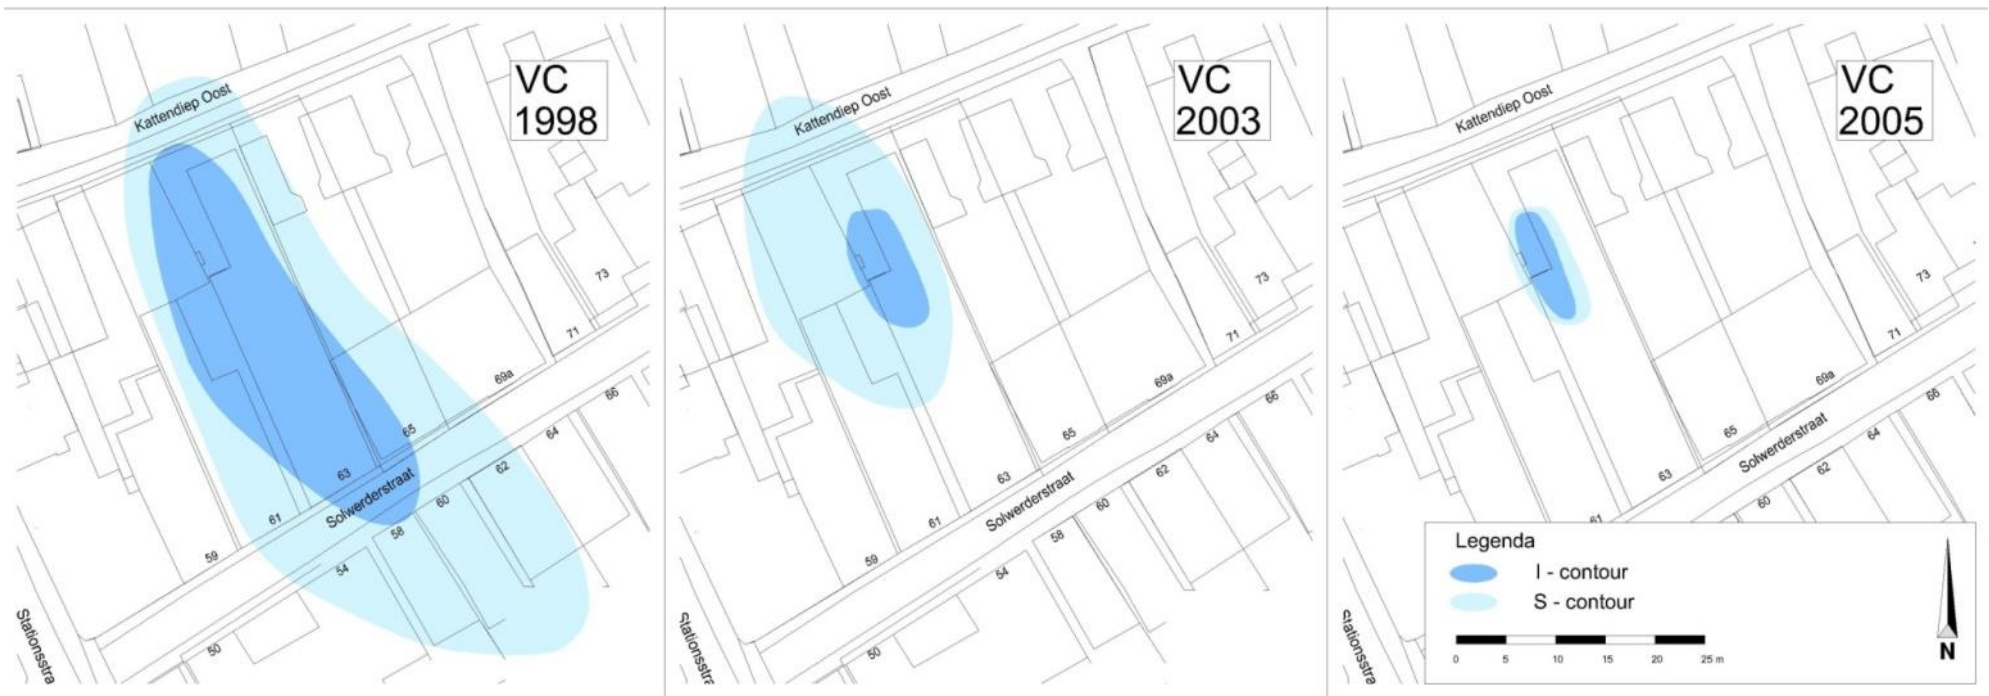 VC
1998
Kattendiep Oost
73
71
69a
66
65
64
63
62
Solwerderstraat
60
61
58
59
54
50
Stationsstra
VC
2003
Kattendiep Oost
73
71
69a
66
65
64
63
62
Solwerderstraat
60
61
58
59
54
50
Stationsstra
VC
2005
Kattendiep Oost
73
71
69a
66
65
64
63
62
Solwerderstraat
60
61
Stationsstra
Legenda
I - contour
S - contour
0 5 10 15 20 25 m
N